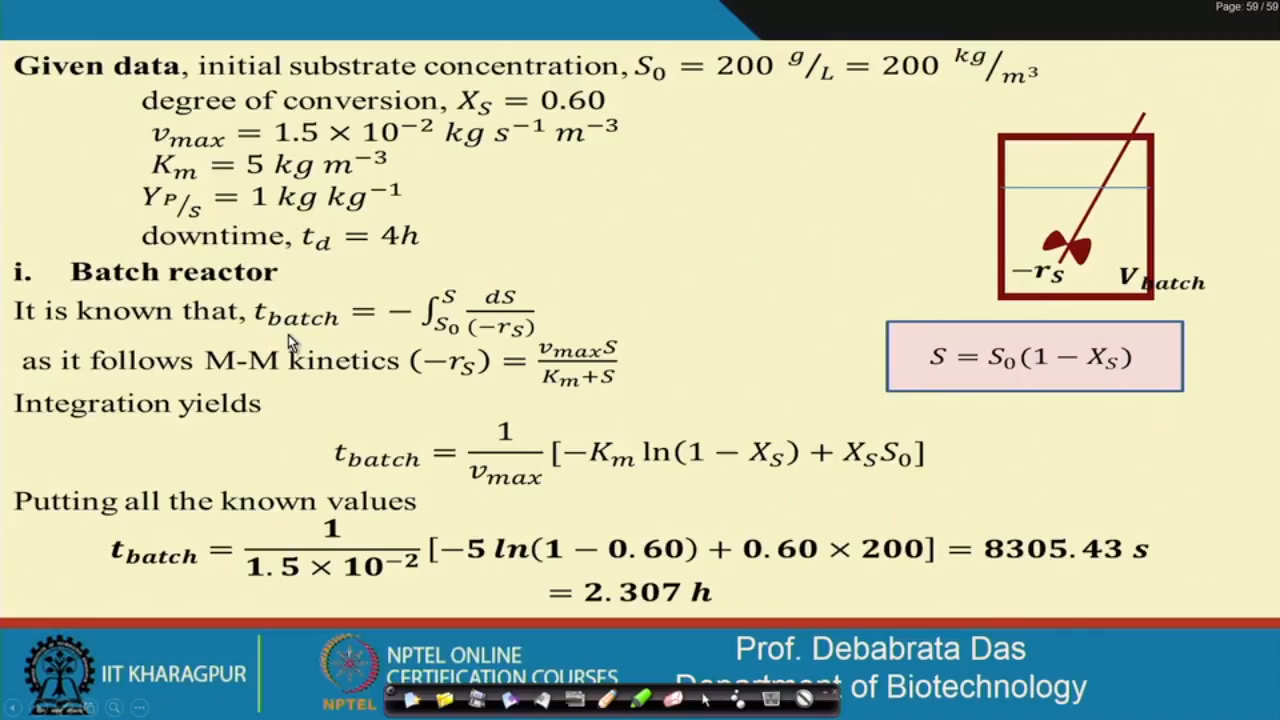 Page: 59 / 59
Given data, initial substrate concentration, S₀ = 200 g/L = 200 kg/m³
degree of conversion, X_S = 0.60
v_max = 1.5 × 10⁻² kg s⁻¹ m⁻³
K_m = 5 kg m⁻³
Y_P/s = 1 kg kg⁻¹
downtime, t_d = 4h
i. Batch reactor
−r_S V_batch
It is known that, t_batch = − ∫_{S₀}^{S} dS/(−r_S)
as it follows M-M kinetics (−r_S) = v_max S/(K_m+S)
S = S₀(1 − X_S)
Integration yields
t_batch = 1/v_max [−K_m ln(1 − X_S) + X_S S₀]
Putting all the known values
t_batch = 1/(1.5 × 10⁻²) [−5 ln(1 − 0.60) + 0.60 × 200] = 8305.43 s
= 2.307 h
IIT KHARAGPUR
NPTEL
NPTEL ONLINE
CERTIFICATION COURSES
Prof. Debabrata Das
Department of Biotechnology